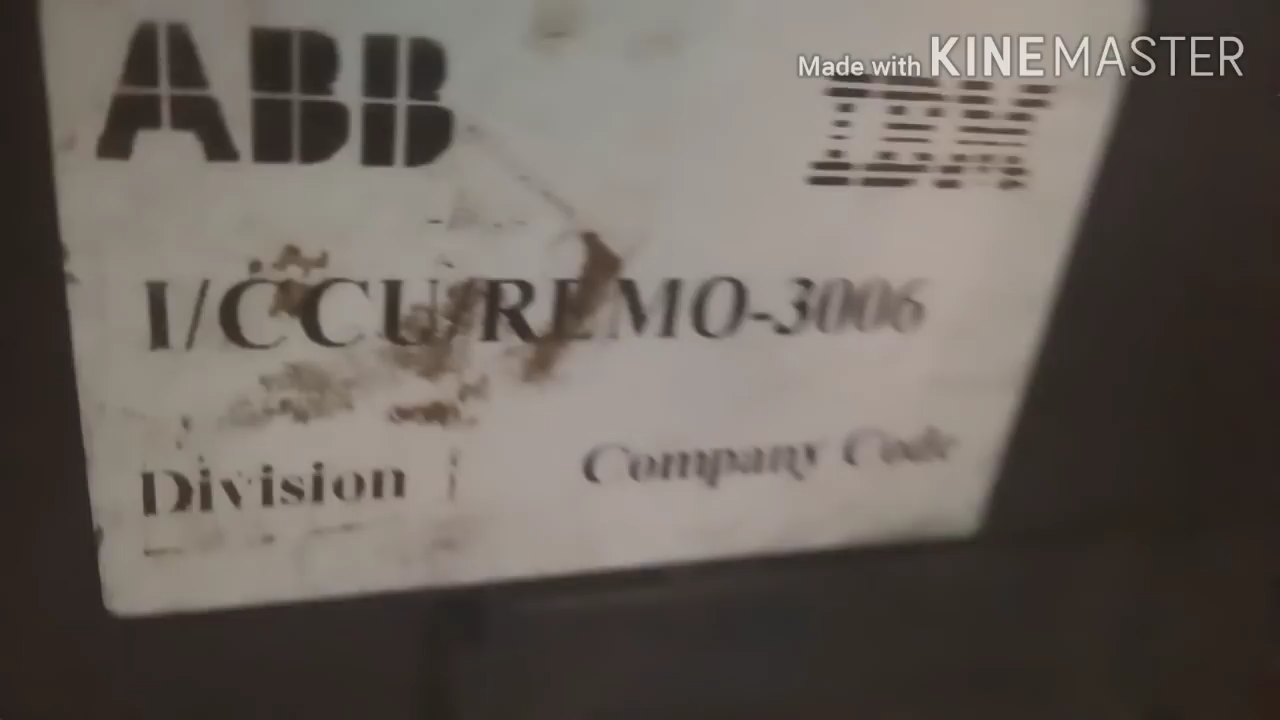 Made with KINEMASTER
ABB IBM
I/CCU/REMO-3006
Division Company Code